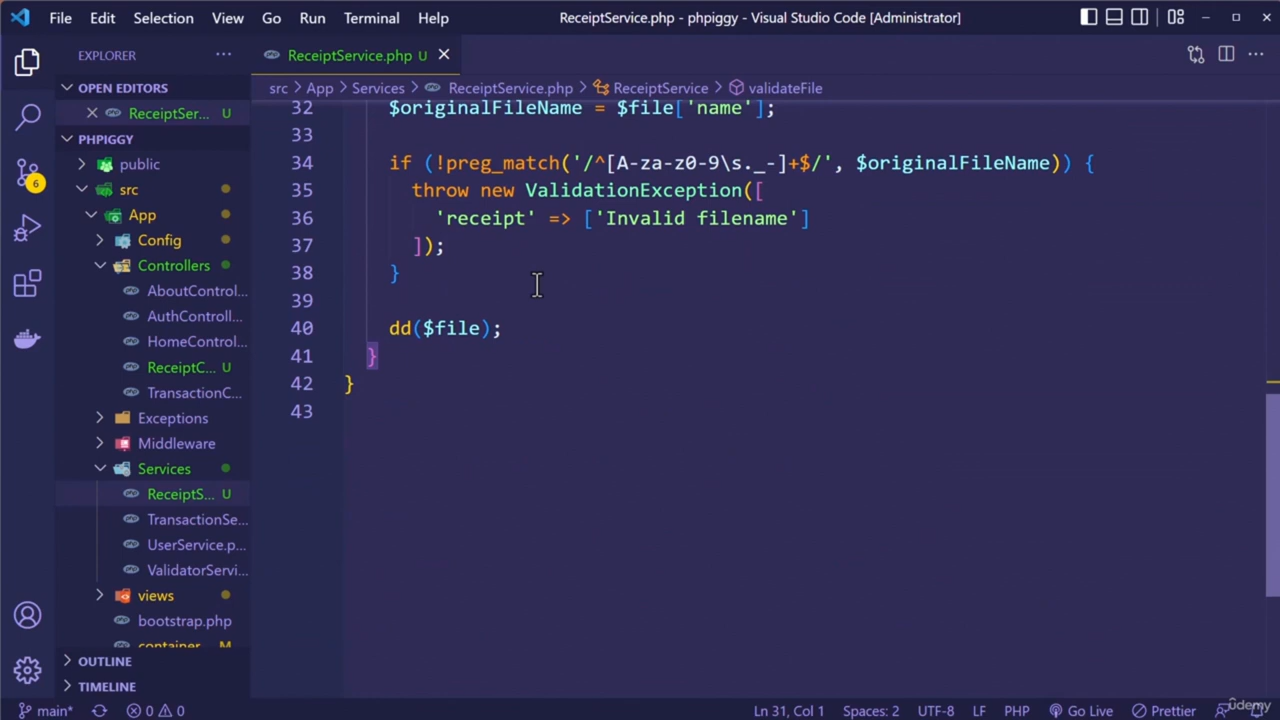 File Edit Selection View Go Run Terminal Help ReceiptService.php - phpiggy - Visual Studio Code [Administrator]
EXPLORER ReceiptService.php U
OPEN EDITORS src > App > Services > ReceiptService.php > ReceiptService > validateFile
ReceiptSer... U
PHPIGGY
public
src
App
Config
Controllers
AboutControl...
AuthControll...
HomeControl...
ReceiptC... U
TransactionC...
Exceptions
Middleware
Services
ReceiptS... U
TransactionSe...
UserService.p...
ValidatorServi...
views
bootstrap.php
container... M
OUTLINE
TIMELINE
6
32 $originalFileName = $file['name'];
33
34 if (!preg_match('/^[A-za-z0-9\s._-]+$/', $originalFileName)) {
35 throw new ValidationException([
36 'receipt' => ['Invalid filename']
37 ]);
38 }
39
40 dd($file);
41 }
42 }
43
main* 0 0 Ln 31, Col 1 Spaces: 2 UTF-8 LF PHP Go Live Prettier
udemy